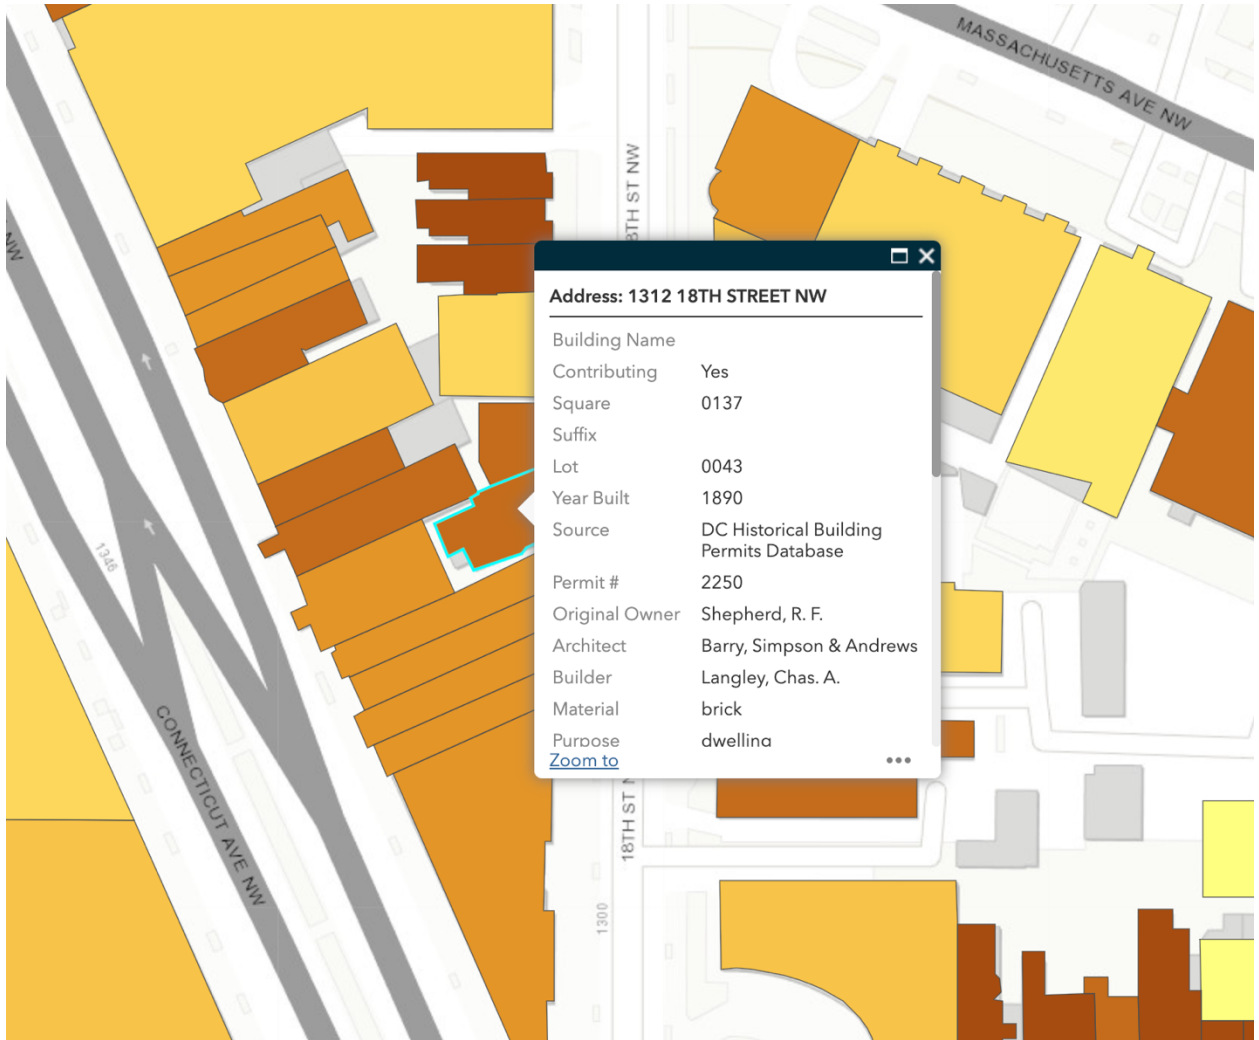 MASSACHUSETTS AVE NW
8TH ST NW
NW
Address: 1312 18TH STREET NW
Building Name
Contributing Yes
Square 0137
Suffix
Lot 0043
Year Built 1890
Source DC Historical Building
Permits Database
Permit # 2250
Original Owner Shepherd, R. F.
Architect Barry, Simpson & Andrews
Builder Langley, Chas. A.
Material brick
Purpose dwelling
Zoom to
1346
CONNECTICUT AVE NW
18TH ST N
1300